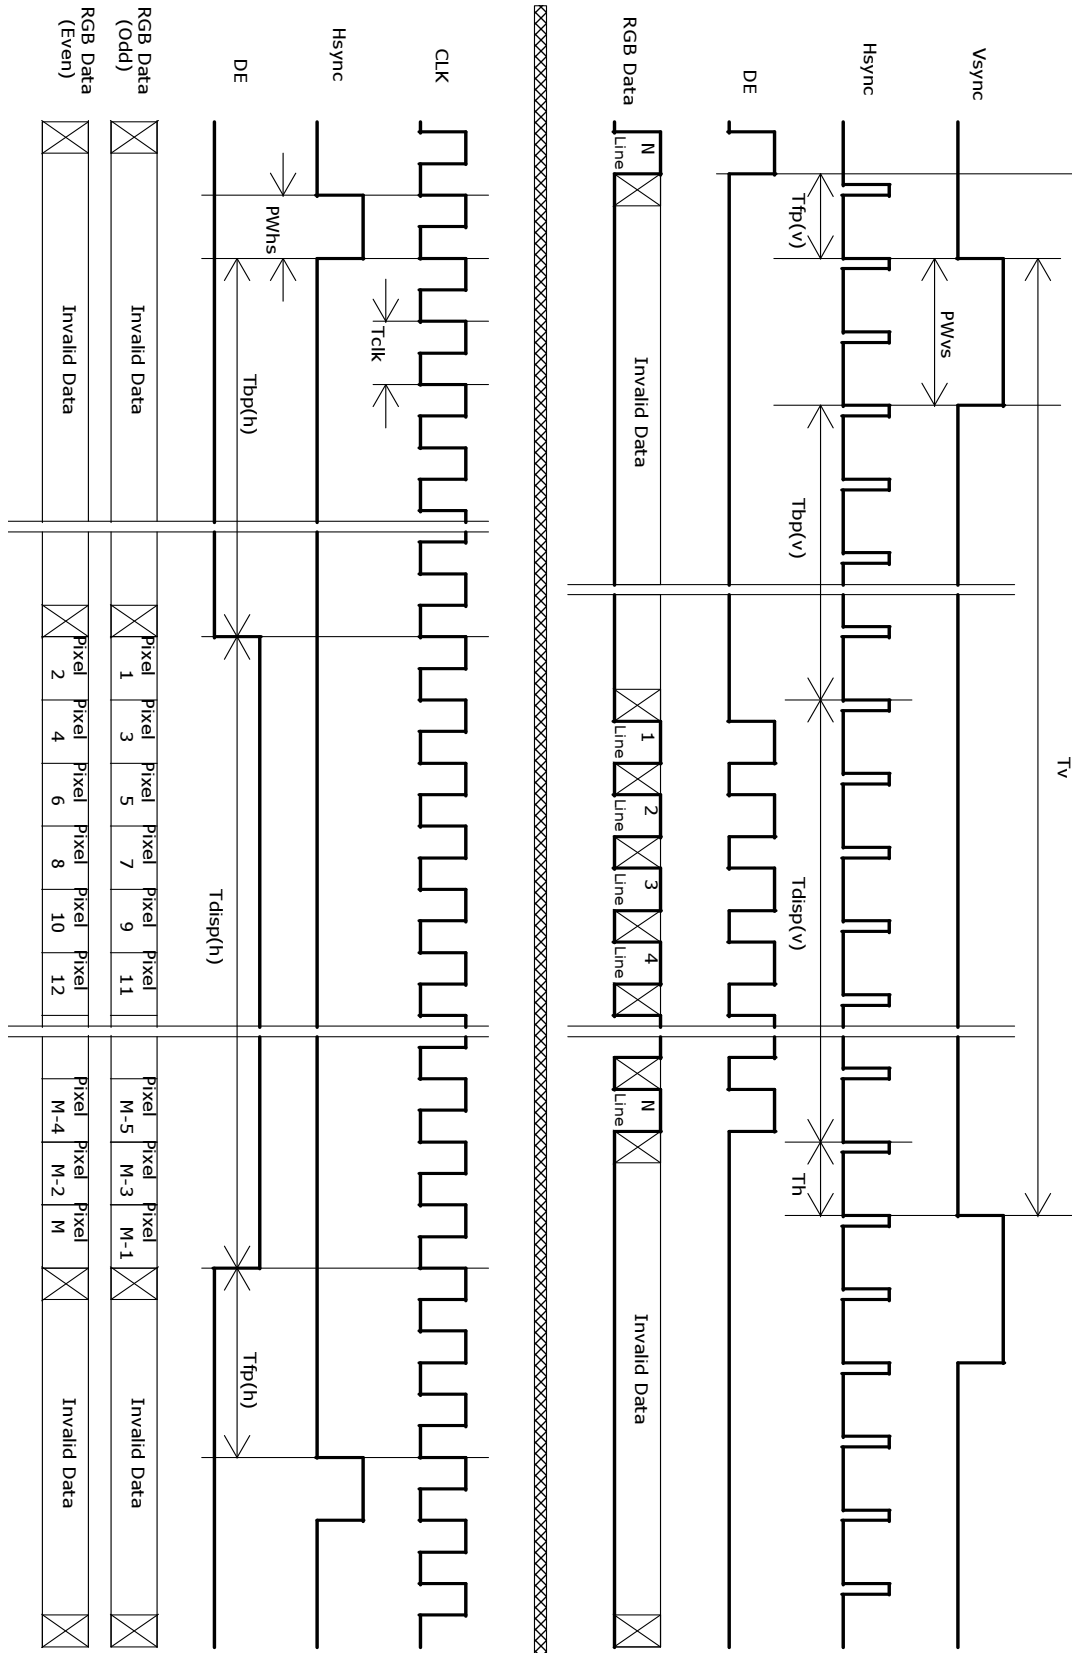 Vsync
Tv
Hsync
PWvs
Tfp(v)
Tbp(v)
Tdisp(v)
Th
DE
RGB Data
Line
N
Invalid Data
Line
1
Line
2
Line
3
Line
4
Line
N
Invalid Data
CLK
Tclk
Hsync
PWhs
DE
Tbp(h)
Tdisp(h)
Tfp(h)
RGB Data
(Odd)
Invalid Data
Pixel
1
Pixel
3
Pixel
5
Pixel
7
Pixel
9
Pixel
11
Pixel
M-5
Pixel
M-3
Pixel
M-1
Invalid Data
RGB Data
(Even)
Invalid Data
Pixel
2
Pixel
4
Pixel
6
Pixel
8
Pixel
10
Pixel
12
Pixel
M-4
Pixel
M-2
Pixel
M
Invalid Data